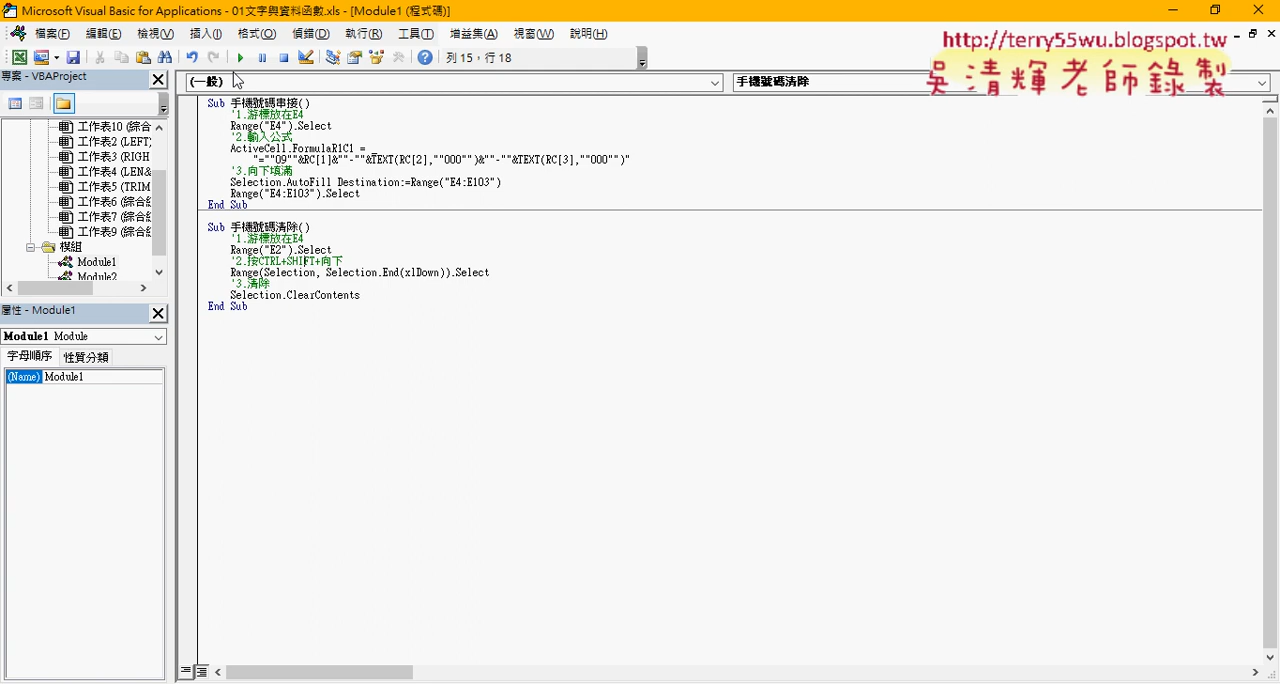 Microsoft Visual Basic for Applications - 01文字與資料函數.xls - [Module1 (程式碼)]
檔案(F) 編輯(E) 檢視(V) 插入(I) 格式(O) 偵錯(D) 執行(R) 工具(T) 增益集(A) 視窗(W) 說明(H)
http://terry55wu.blogspot.tw
吳清輝老師錄製
列 15，行 18
專案 - VBAProject
(一般)
手機號碼清除
工作表10 (綜合
工作表2 (LEFT)
工作表3 (RIGH
工作表4 (LEN&
工作表5 (TRIM
工作表6 (綜合
工作表7 (綜合
工作表9 (綜合
模組
Module1
Module2
屬性 - Module1
Module1 Module
字母順序 性質分類
(Name) Module1
Sub 手機號碼串接()
'1.游標放在E4
Range("E4").Select
'2.輸入公式
ActiveCell.FormulaR1C1 = _
"=""09""&RC[1]&""-""&TEXT(RC[2],""000"")&""-""&TEXT(RC[3],""000"")"
'3.向下填滿
Selection.AutoFill Destination:=Range("E4:E103")
Range("E4:E103").Select
End Sub
Sub 手機號碼清除()
'1.游標放在E4
Range("E2").Select
'2.按CTRL+SHIFT+向下
Range(Selection, Selection.End(xlDown)).Select
'3.清除
Selection.ClearContents
End Sub